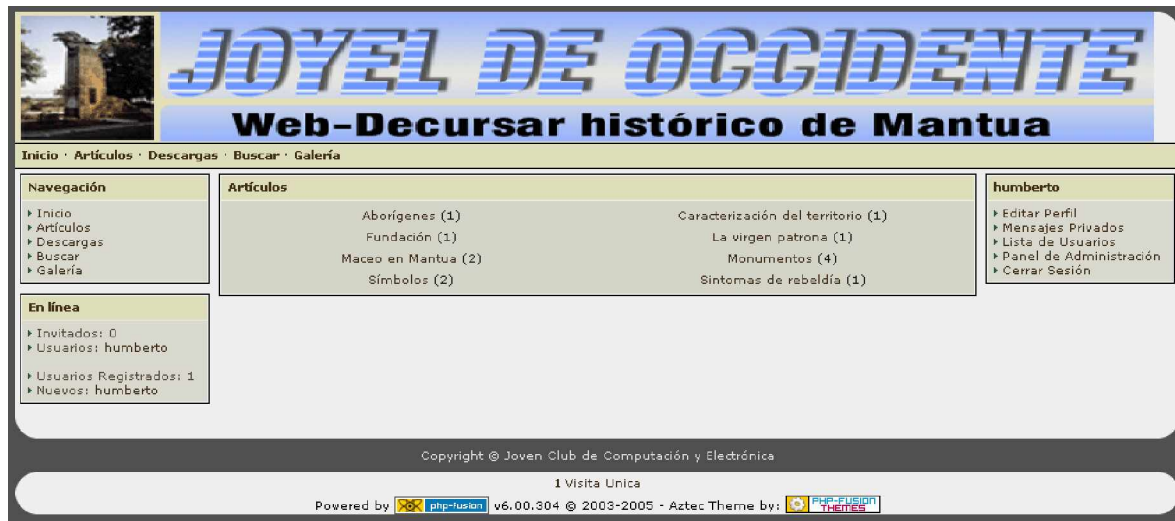 JOYEL DE OCCIDENTE
Web-Decursar histórico de Mantua
Inicio · Artículos · Descargas · Buscar · Galería
Navegación
Inicio
Artículos
Descargas
Buscar
Galería
En línea
Invitados: 0
Usuarios: humberto
Usuarios Registrados: 1
Nuevos: humberto
Artículos
Aborígenes (1) Caracterización del territorio (1)
Fundación (1) La virgen patrona (1)
Maceo en Mantua (2) Monumentos (4)
Símbolos (2) Sintomas de rebeldía (1)
humberto
Editar Perfil
Mensajes Privados
Lista de Usuarios
Panel de Administración
Cerrar Sesión
Copyright © Joven Club de Computación y Electrónica
1 Visita Unica
Powered by php-fusion v6.00.304 © 2003-2005 - Aztec Theme by: PHP-FUSION THEMES